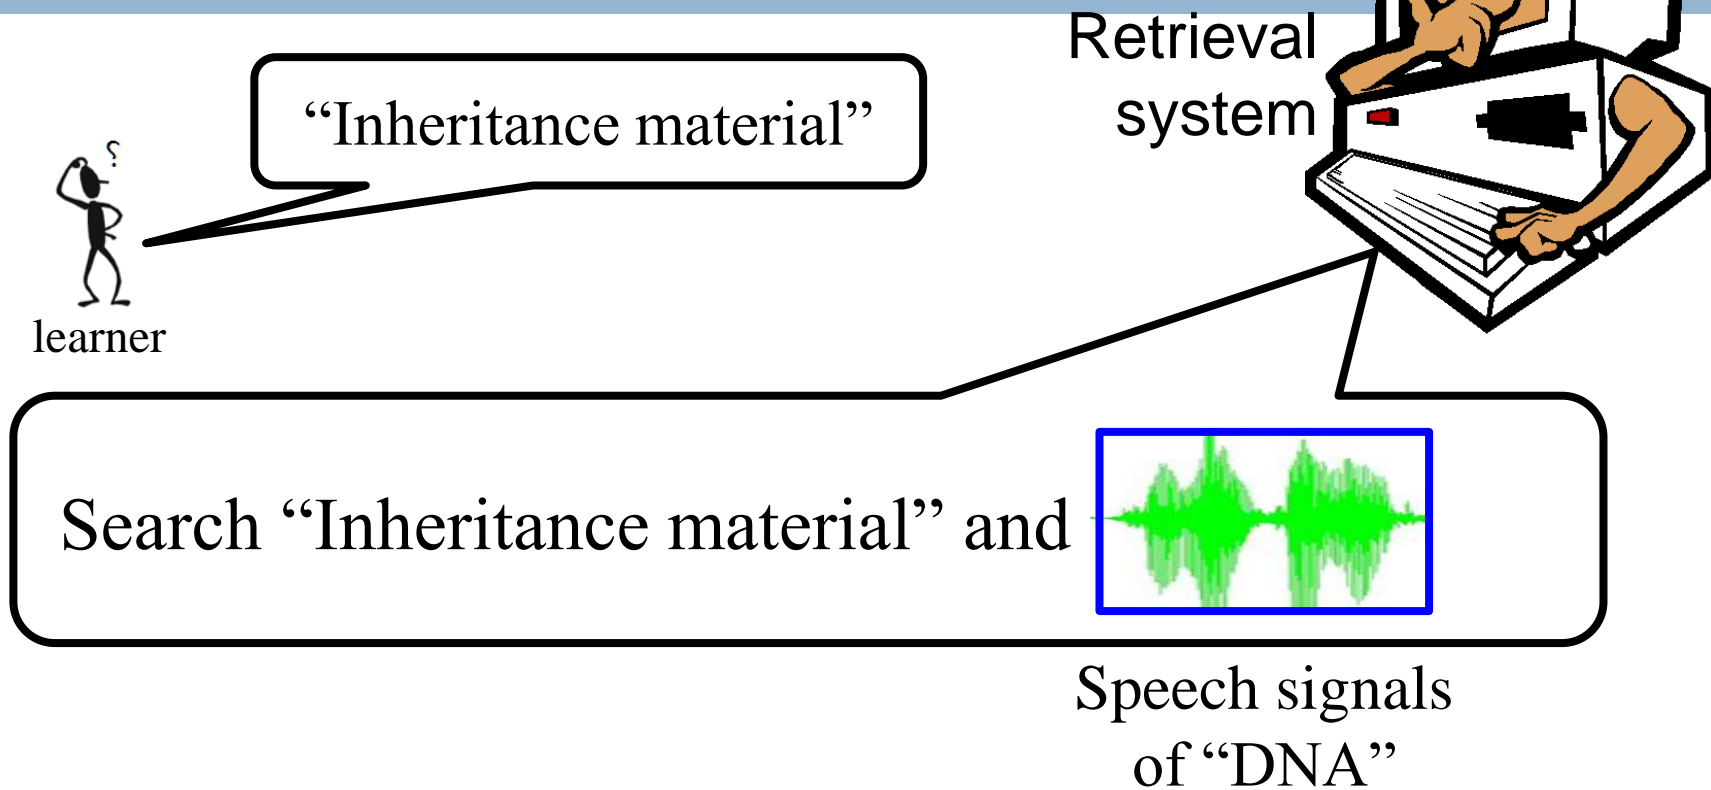 Retrieval
system
“Inheritance material”
?
learner
Search “Inheritance material” and
Speech signals
of “DNA”